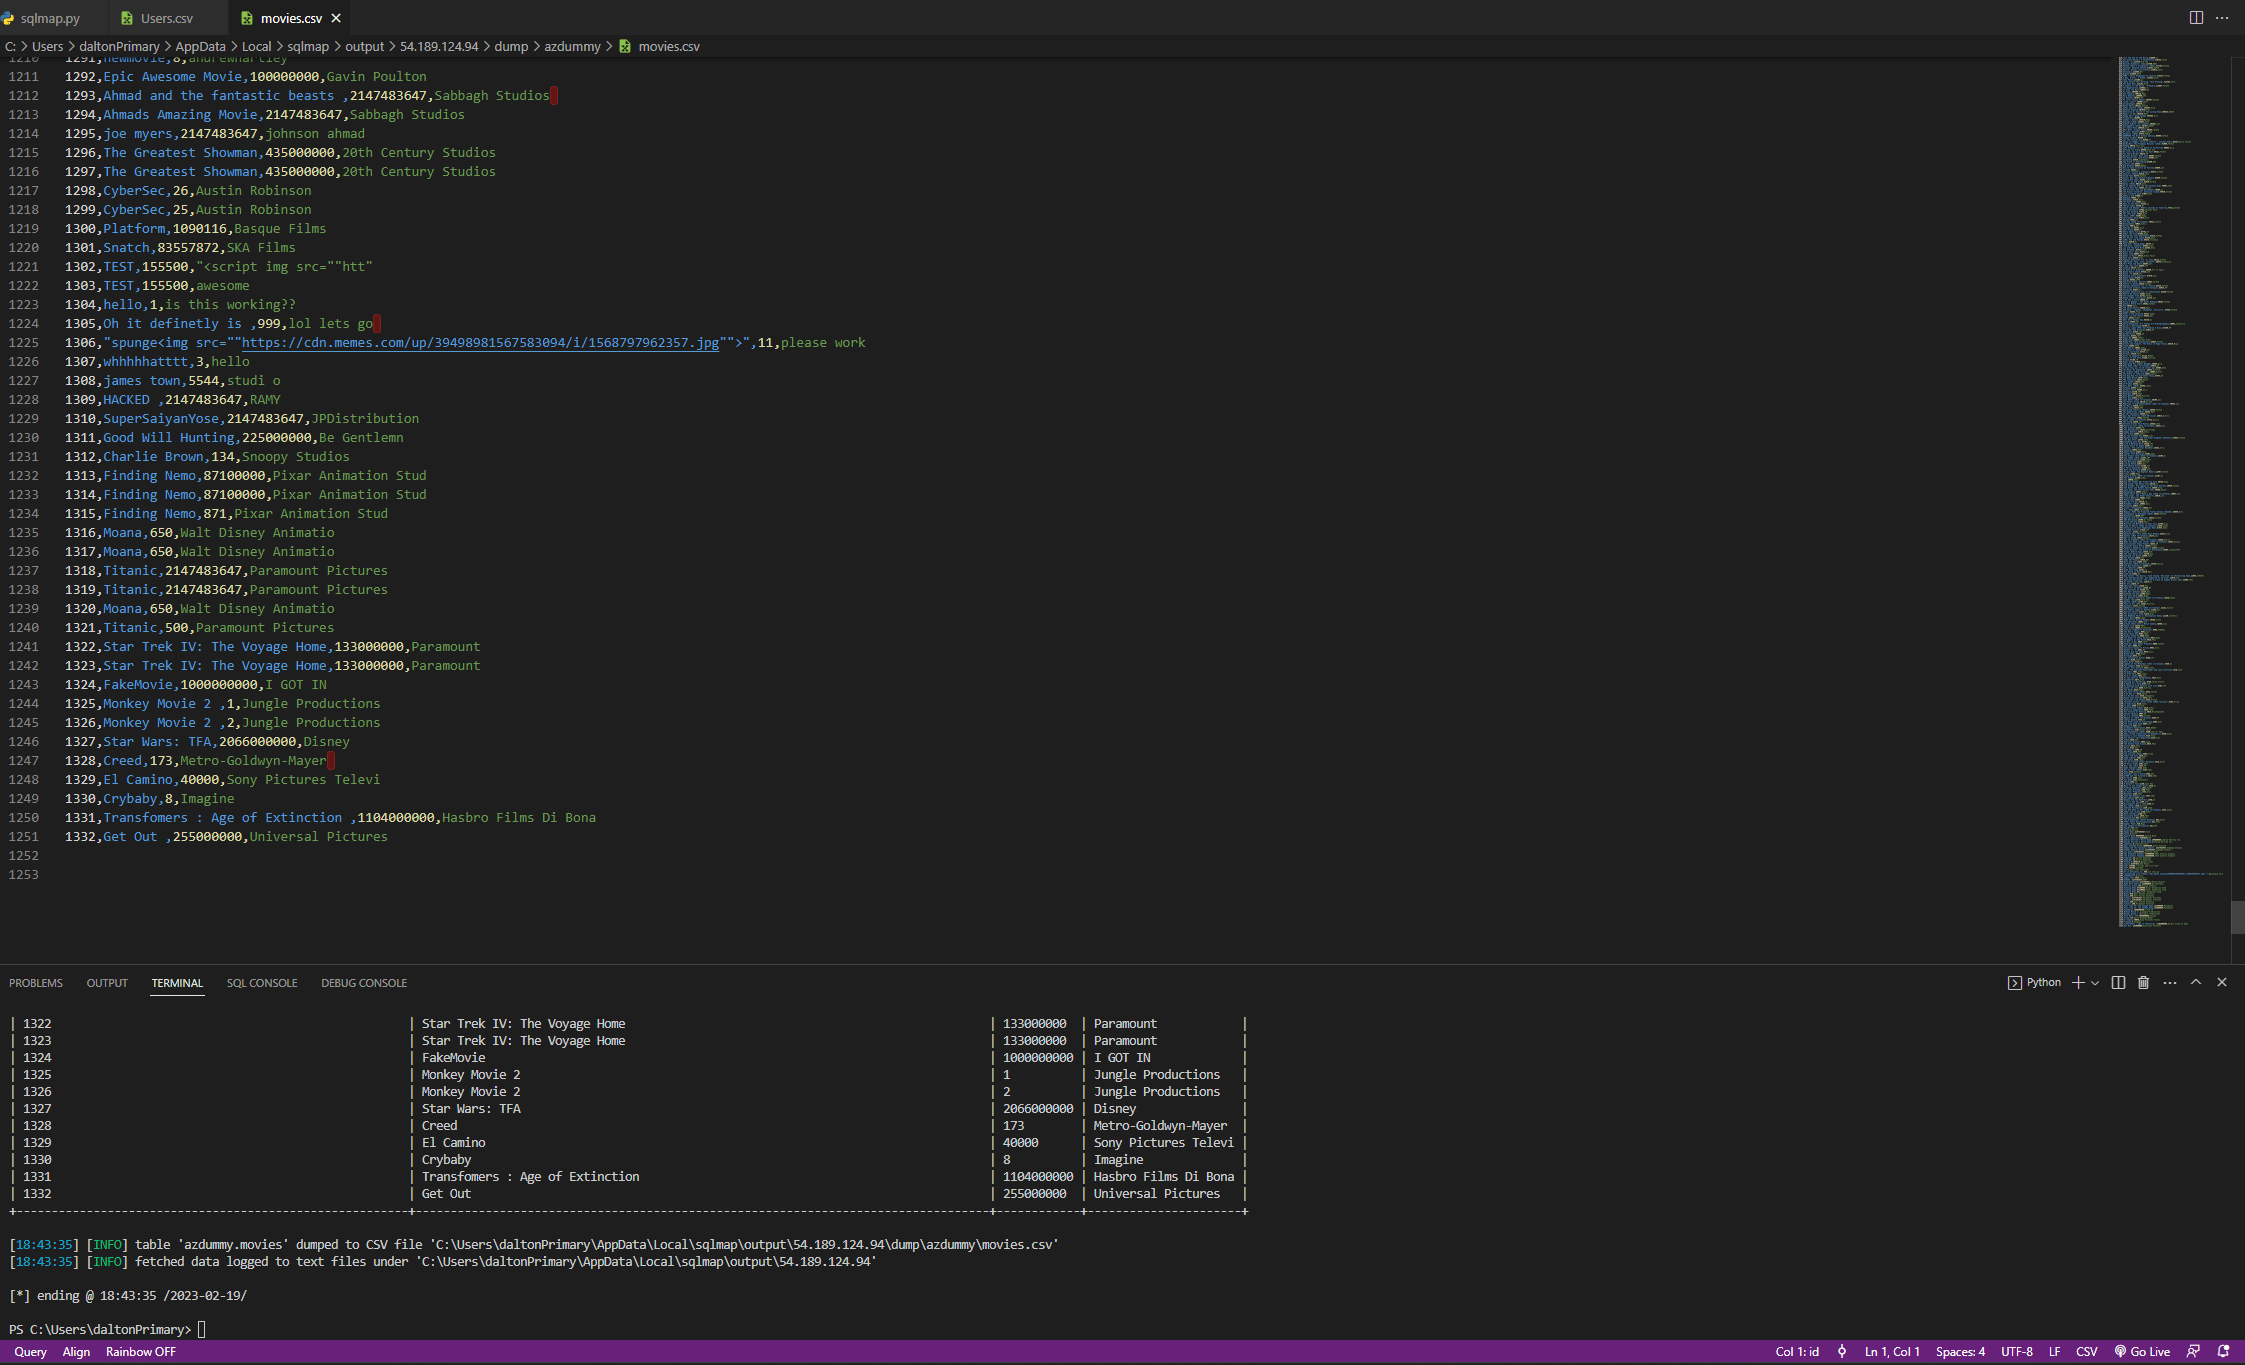 sqlmap.py Users.csv movies.csv
C: > Users > daltonPrimary > AppData > Local > sqlmap > output > 54.189.124.94 > dump > azdummy > movies.csv
1210 1291,newmovie,8,andrewhartley
1211 1292,Epic Awesome Movie,100000000,Gavin Poulton
1212 1293,Ahmad and the fantastic beasts ,2147483647,Sabbagh Studios
1213 1294,Ahmads Amazing Movie,2147483647,Sabbagh Studios
1214 1295,joe myers,2147483647,johnson ahmad
1215 1296,The Greatest Showman,435000000,20th Century Studios
1216 1297,The Greatest Showman,435000000,20th Century Studios
1217 1298,CyberSec,26,Austin Robinson
1218 1299,CyberSec,25,Austin Robinson
1219 1300,Platform,1090116,Basque Films
1220 1301,Snatch,83557872,SKA Films
1221 1302,TEST,155500,"<script img src=""htt"
1222 1303,TEST,155500,awesome
1223 1304,hello,1,is this working??
1224 1305,Oh it definetly is ,999,lol lets go
1225 1306,"spunge<img src=""https://cdn.memes.com/up/39498981567583094/i/1568797962357.jpg"">",11,please work
1226 1307,whhhhhatttt,3,hello
1227 1308,james town,5544,studi o
1228 1309,HACKED ,2147483647,RAMY
1229 1310,SuperSaiyanYose,2147483647,JPDistribution
1230 1311,Good Will Hunting,225000000,Be Gentlemn
1231 1312,Charlie Brown,134,Snoopy Studios
1232 1313,Finding Nemo,87100000,Pixar Animation Stud
1233 1314,Finding Nemo,87100000,Pixar Animation Stud
1234 1315,Finding Nemo,871,Pixar Animation Stud
1235 1316,Moana,650,Walt Disney Animatio
1236 1317,Moana,650,Walt Disney Animatio
1237 1318,Titanic,2147483647,Paramount Pictures
1238 1319,Titanic,2147483647,Paramount Pictures
1239 1320,Moana,650,Walt Disney Animatio
1240 1321,Titanic,500,Paramount Pictures
1241 1322,Star Trek IV: The Voyage Home,133000000,Paramount
1242 1323,Star Trek IV: The Voyage Home,133000000,Paramount
1243 1324,FakeMovie,1000000000,I GOT IN
1244 1325,Monkey Movie 2 ,1,Jungle Productions
1245 1326,Monkey Movie 2 ,2,Jungle Productions
1246 1327,Star Wars: TFA,2066000000,Disney
1247 1328,Creed,173,Metro-Goldwyn-Mayer
1248 1329,El Camino,40000,Sony Pictures Televi
1249 1330,Crybaby,8,Imagine
1250 1331,Transfomers : Age of Extinction ,1104000000,Hasbro Films Di Bona
1251 1332,Get Out ,255000000,Universal Pictures
1252
1253
PROBLEMS OUTPUT TERMINAL SQL CONSOLE DEBUG CONSOLE Python
| 1322 | Star Trek IV: The Voyage Home | 133000000 | Paramount |
| 1323 | Star Trek IV: The Voyage Home | 133000000 | Paramount |
| 1324 | FakeMovie | 1000000000 | I GOT IN |
| 1325 | Monkey Movie 2 | 1 | Jungle Productions |
| 1326 | Monkey Movie 2 | 2 | Jungle Productions |
| 1327 | Star Wars: TFA | 2066000000 | Disney |
| 1328 | Creed | 173 | Metro-Goldwyn-Mayer |
| 1329 | El Camino | 40000 | Sony Pictures Televi |
| 1330 | Crybaby | 8 | Imagine |
| 1331 | Transfomers : Age of Extinction | 1104000000 | Hasbro Films Di Bona |
| 1332 | Get Out | 255000000 | Universal Pictures |
[18:43:35] [INFO] table 'azdummy.movies' dumped to CSV file 'C:\Users\daltonPrimary\AppData\Local\sqlmap\output\54.189.124.94\dump\azdummy\movies.csv'
[18:43:35] [INFO] fetched data logged to text files under 'C:\Users\daltonPrimary\AppData\Local\sqlmap\output\54.189.124.94'
[*] ending @ 18:43:35 /2023-02-19/
PS C:\Users\daltonPrimary>
Query Align Rainbow OFF Col 1: id Ln 1, Col 1 Spaces: 4 UTF-8 LF CSV Go Live